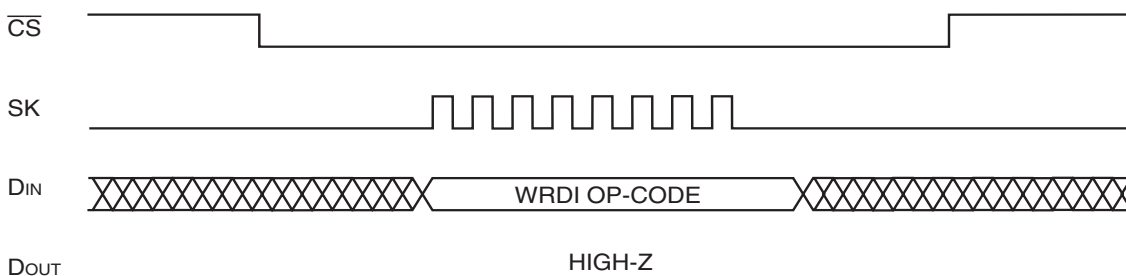 CS
SK
DIN
WRDI OP-CODE
DOUT
HIGH-Z